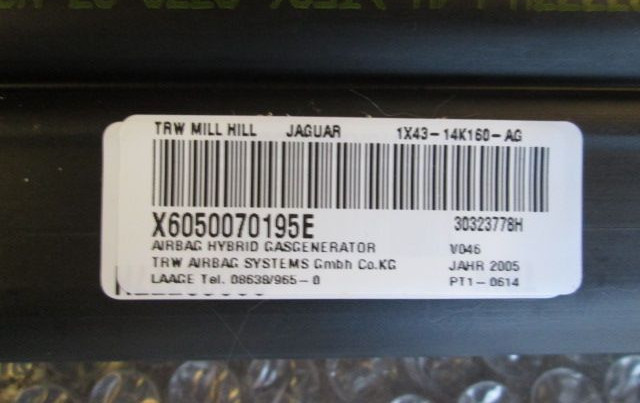 TRW MILL HILL JAGUAR 1X43-14K160-AG
X6050070195E 30323778H
AIRBAG HYBRID GASGENERATOR V046
TRW AIRBAG SYSTEMS Gmbh Co.KG JAHR 2005
LAAGE Tel. 08638/965-0 PT1-0614